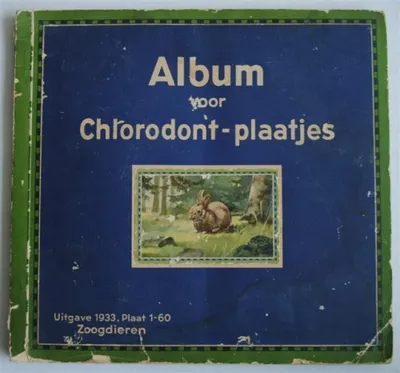 Album
voor
Chlorodont-plaatjes
Uitgave 1933, Plaat 1-60
Zoogdieren